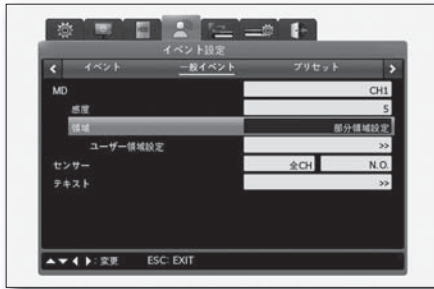 イベント設定
イベント 一般イベント プリセット
MD CH1
感度 5
領域 部分領域設定
ユーザー領域設定 >>
センサー 全CH N.O.
テキスト >>
▲▼◀▶: 変更 ESC: EXIT